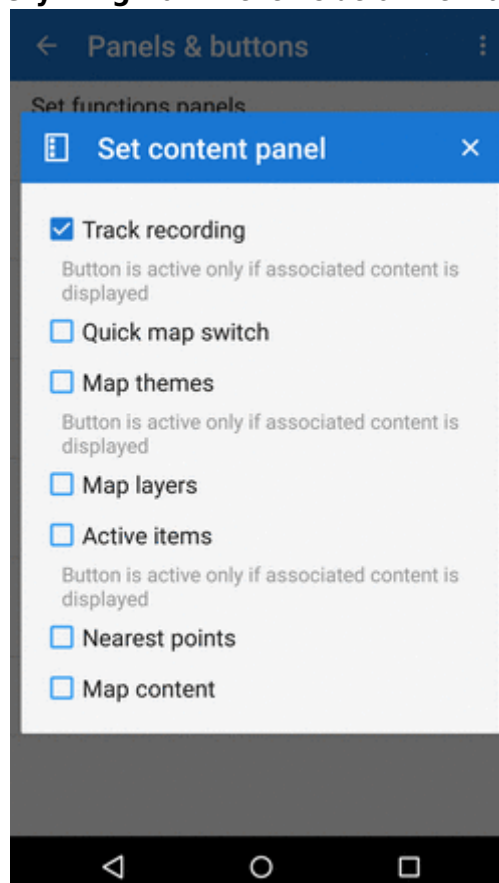 Panels & buttons
Set functions panels
Set content panel
Track recording
Button is active only if associated content is
displayed
Quick map switch
Map themes
Button is active only if associated content is
displayed
Map layers
Active items
Button is active only if associated content is
displayed
Nearest points
Map content